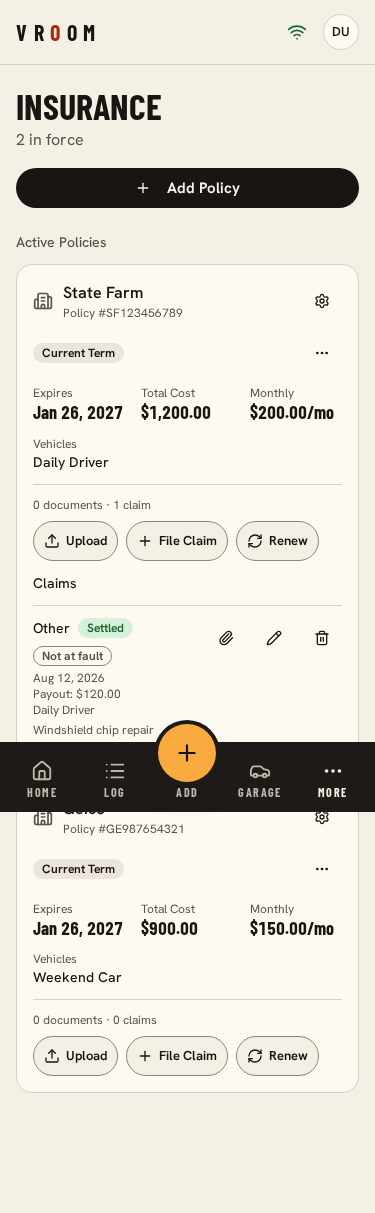 VROOM
DU
INSURANCE
2 in force
Add Policy
Active Policies
State Farm
Policy #SF123456789
Current Term
Expires
Total Cost
Monthly
Jan 26, 2027
$1,200.00
$200.00/mo
Vehicles
Daily Driver
0 documents · 1 claim
Upload
File Claim
Renew
Claims
Other
Settled
Not at fault
Aug 12, 2026
Payout: $120.00
Daily Driver
Windshield chip repair
HOME
LOG
ADD
GARAGE
MORE
Policy #GE987654321
Current Term
Expires
Total Cost
Monthly
Jan 26, 2027
$900.00
$150.00/mo
Vehicles
Weekend Car
0 documents · 0 claims
Upload
File Claim
Renew